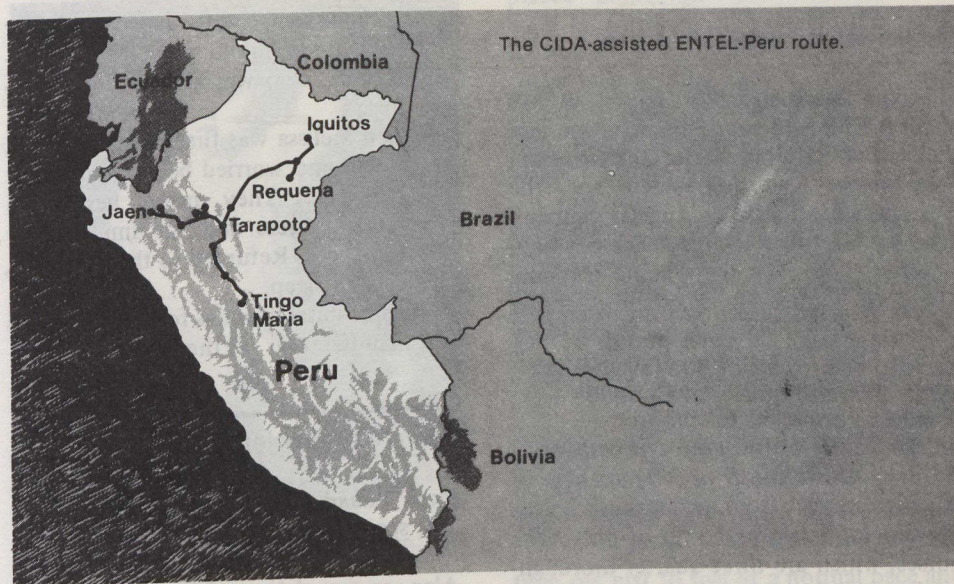 The CIDA-assisted ENTEL-Peru route.
Colombia
Ecuador
Iquitos
Requena
Jaen
Tarapoto
Brazil
Tingo
Maria
Peru
Bolivia